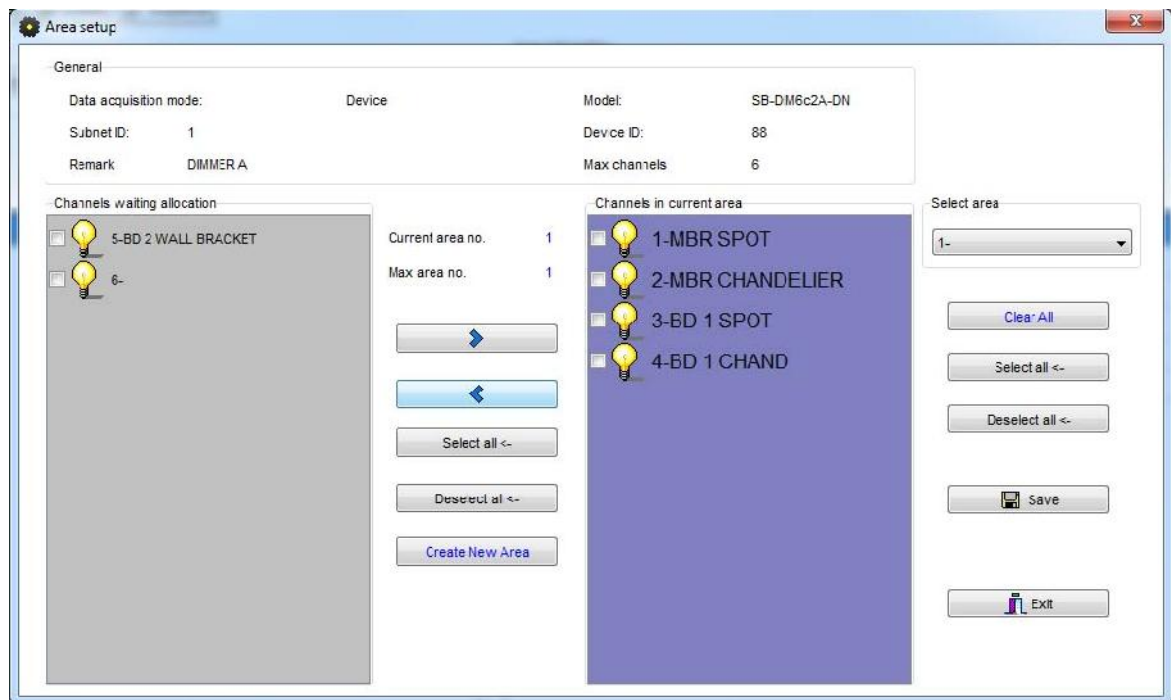 Area setup
General
Data acquisition mode: Device Model: SB-DM6c2A-DN
Subnet ID: 1 Device ID: 88
Remark DIMMER A Max channels 6
Channels waiting allocation
5-BD 2 WALL BRACKET
6-
Current area no. 1
Max area no. 1
Select all <-
Deselect all <-
Create New Area
Channels in current area
1-MBR SPOT
2-MBR CHANDELIER
3-BD 1 SPOT
4-BD 1 CHAND
Select area
1-
Clear All
Select all <-
Deselect all <-
Save
Exit